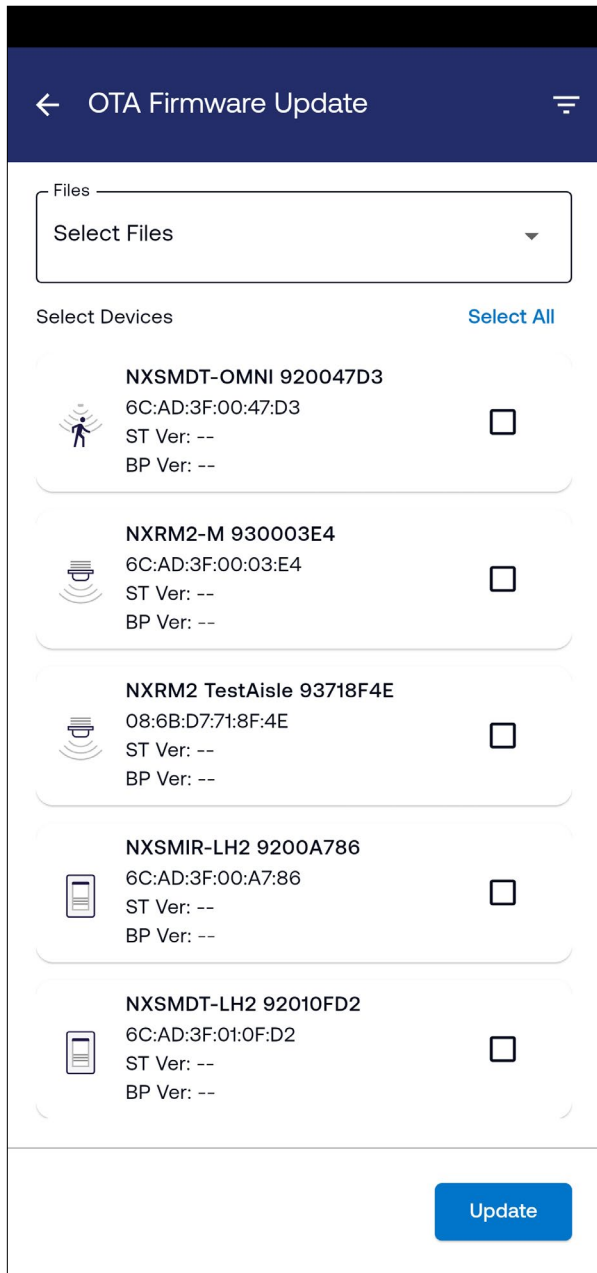 OTA Firmware Update
Files
Select Files
Select Devices
Select All
NXSMDT-OMNI 920047D3
6C:AD:3F:00:47:D3
ST Ver: --
BP Ver: --
NXRM2-M 930003E4
6C:AD:3F:00:03:E4
ST Ver: --
BP Ver: --
NXRM2 TestAisle 93718F4E
08:6B:D7:71:8F:4E
ST Ver: --
BP Ver: --
NXSMIR-LH2 9200A786
6C:AD:3F:00:A7:86
ST Ver: --
BP Ver: --
NXSMDT-LH2 92010FD2
6C:AD:3F:01:0F:D2
ST Ver: --
BP Ver: --
Update